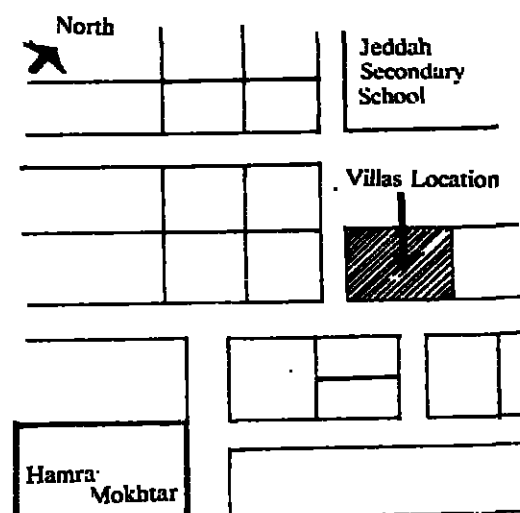 North
Jeddah
Secondary
School
Villas Location
Hamra
Mokhtar